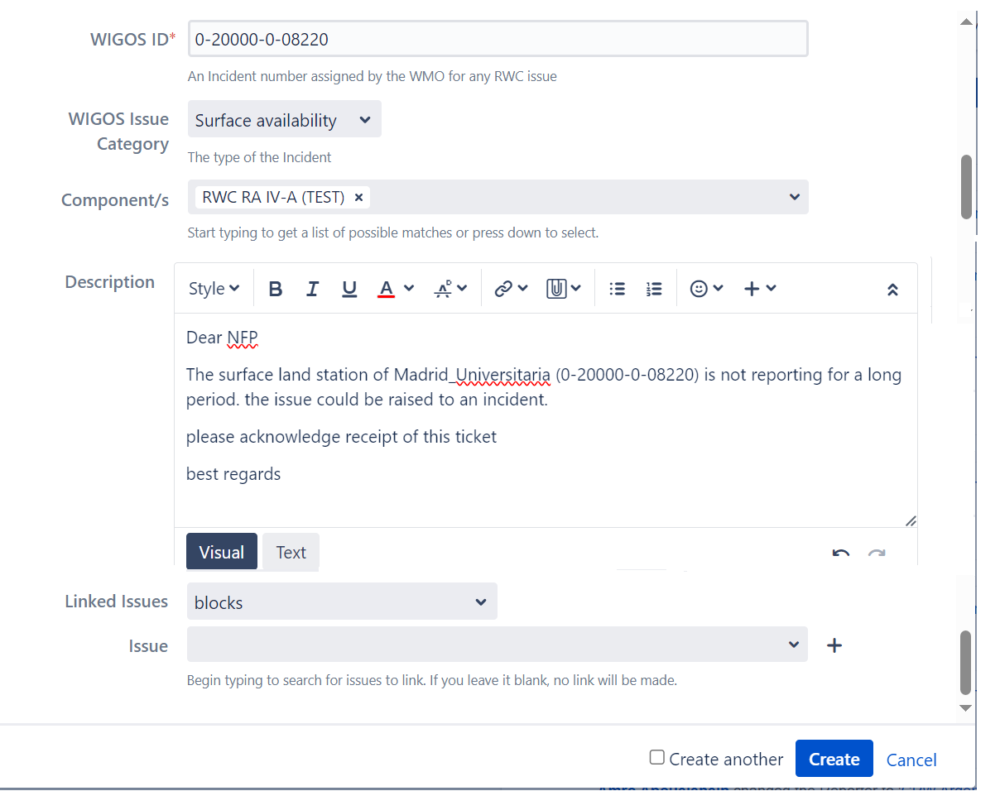 WIGOS ID*
0-20000-0-08220
An Incident number assigned by the WMO for any RWC issue
WIGOS Issue
Category
Surface availability
The type of the Incident
Component/s
RWC RA IV-A (TEST) ×
Start typing to get a list of possible matches or press down to select.
Description
Style
B I U A
Dear NFP
The surface land station of Madrid_Universitaria (0-20000-0-08220) is not reporting for a long
period. the issue could be raised to an incident.
please acknowledge receipt of this ticket
best regards
Visual Text
Linked Issues
blocks
Issue
Begin typing to search for issues to link. If you leave it blank, no link will be made.
Create another Create Cancel